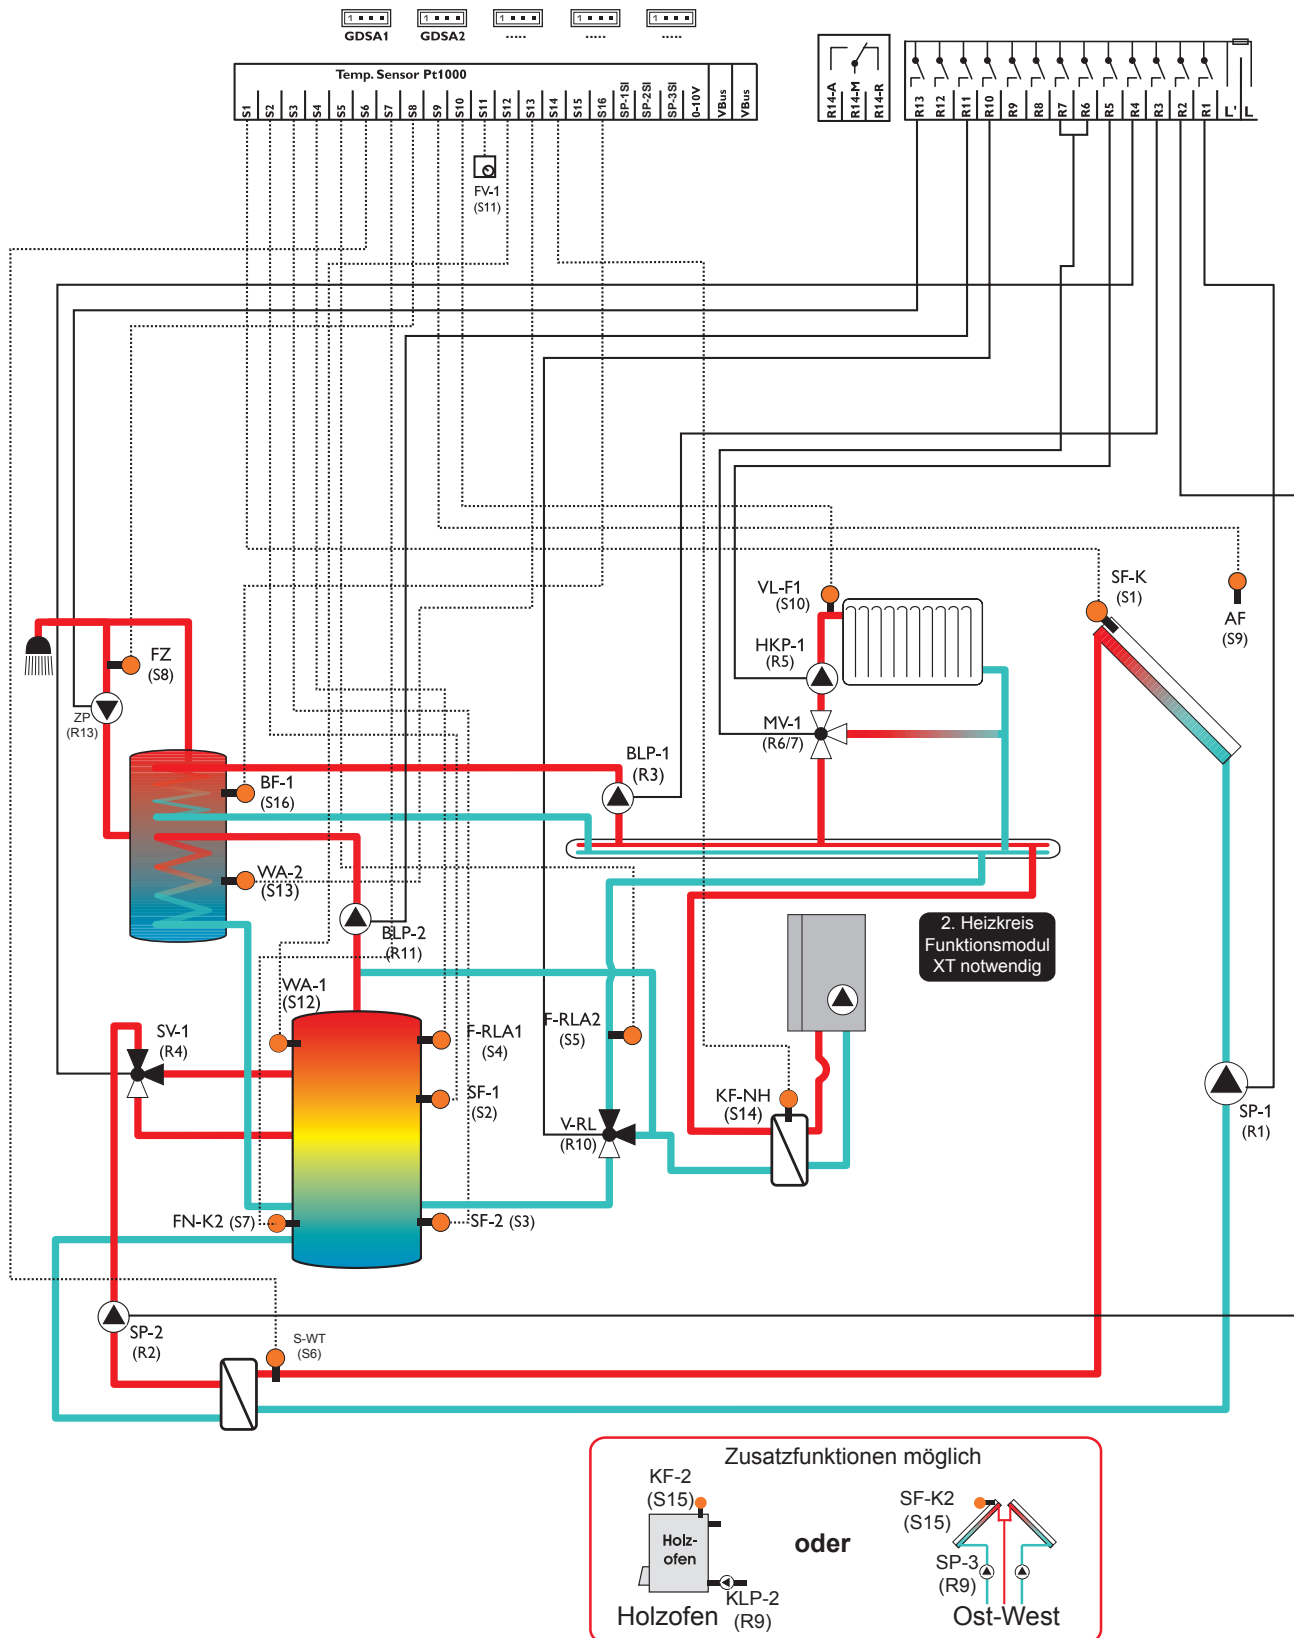 GDSA1
GDSA2
.....
.....
.....
Temp. Sensor Pt1000
S1
S2
S3
S4
S5
S6
S7
S8
S9
S10
S11
S12
S13
S14
S15
S16
SP-1SI
SP-2SI
SP-3SI
0-10V
VBus
VBus
R14-A
R14-M
R14-R
R13
R12
R11
R10
R9
R8
R7
R6
R5
R4
R3
R2
R1
L'
L
FV-1
(S11)
VL-F1
(S10)
SF-K
(S1)
AF
(S9)
FZ
(S8)
HKP-1
(R5)
ZP
(R13)
MV-1
(R6/7)
BLP-1
(R3)
BF-1
(S16)
WA-2
(S13)
BLP-2
(R11)
2. Heizkreis
Funktionsmodul
XT notwendig
WA-1
(S12)
SV-1
(R4)
F-RLA1
(S4)
F-RLA2
(S5)
SF-1
(S2)
KF-NH
(S14)
V-RL
(R10)
SP-1
(R1)
FN-K2 (S7)
SF-2 (S3)
SP-2
(R2)
S-WT
(S6)
Zusatzfunktionen möglich
KF-2
(S15)
Holz-
ofen
KLP-2
(R9)
Holzofen
oder
SF-K2
(S15)
SP-3
(R9)
Ost-West